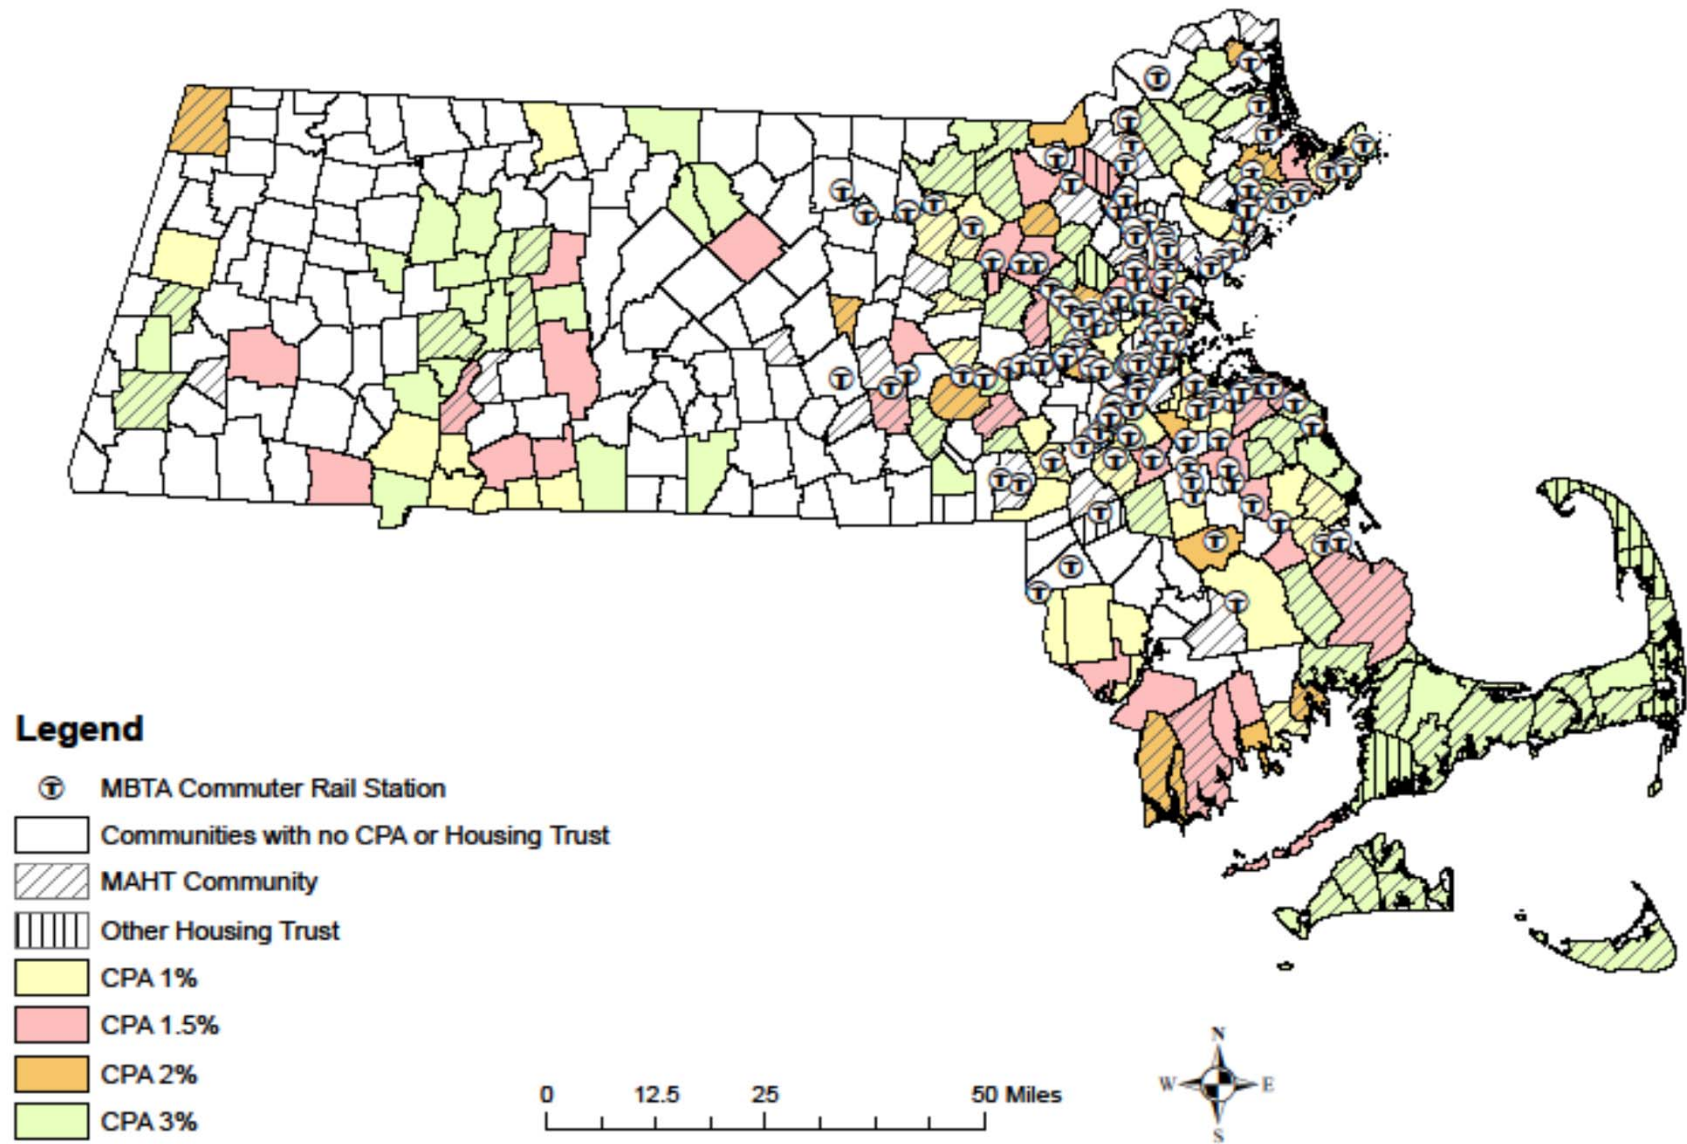 Legend
T MBTA Commuter Rail Station
Communities with no CPA or Housing Trust
MAHT Community
Other Housing Trust
CPA 1%
CPA 1.5%
CPA 2%
CPA 3%
0 12.5 25 50 Miles
N
W E
S